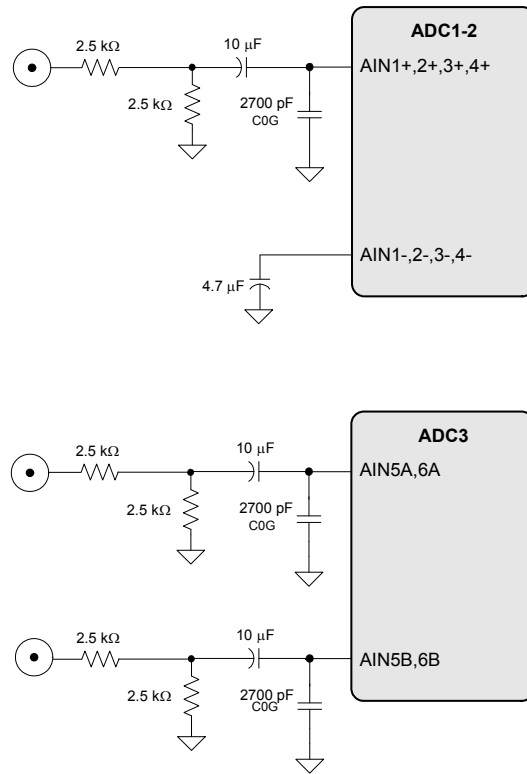 ADC1-2
10 µF
2.5 kΩ
AIN1+,2+,3+,4+
2.5 kΩ
2700 pF
C0G
AIN1-,2-,3-,4-
4.7 µF
ADC3
10 µF
2.5 kΩ
AIN5A,6A
2.5 kΩ
2700 pF
C0G
10 µF
2.5 kΩ
AIN5B,6B
2.5 kΩ
2700 pF
C0G